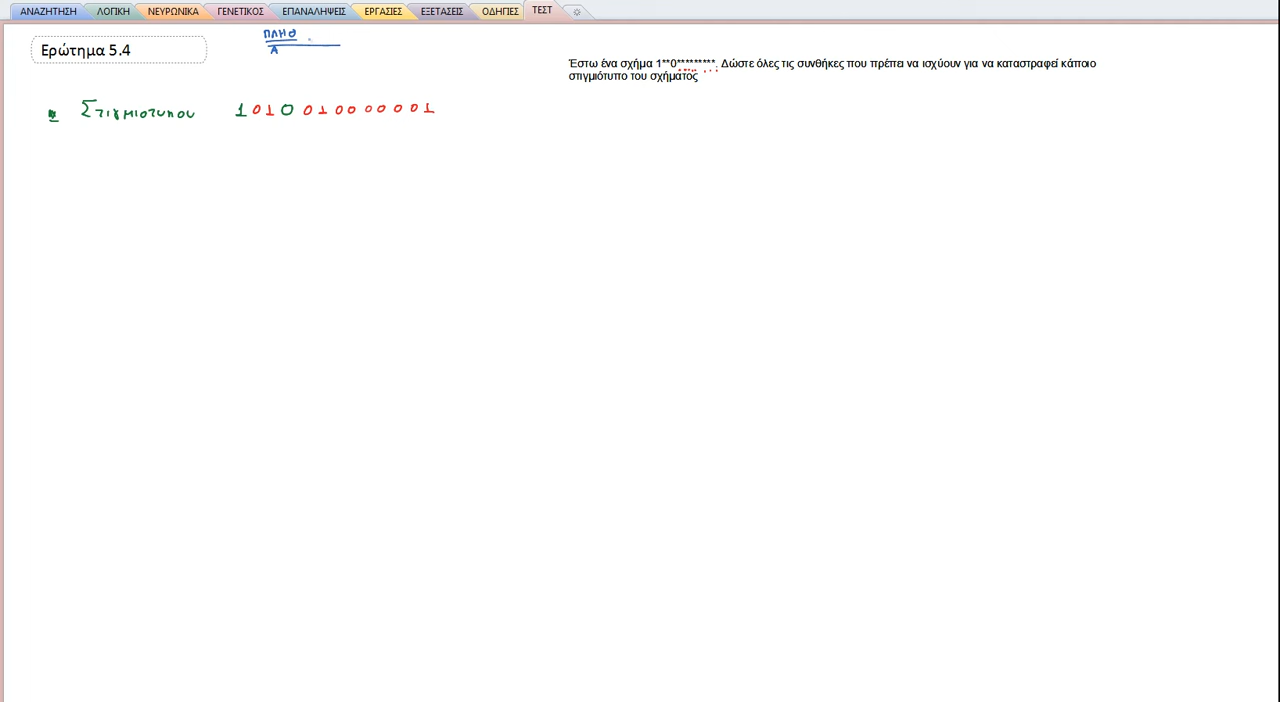 ΑΝΑΖΗΤΗΣΗ ΛΟΓΙΚΗ ΝΕΥΡΩΝΙΚΑ ΓΕΝΕΤΙΚΟΣ ΕΠΑΝΑΛΗΨΕΙΣ ΕΡΓΑΣΙΕΣ ΕΞΕΤΑΣΕΙΣ ΟΔΗΓΙΕΣ ΤΕΣΤ
ΠΛΗΘ
Α
Ερώτημα 5.4
Έστω ένα σχήμα 1**0*********. Δώστε όλες τις συνθήκες που πρέπει να ισχύουν για να καταστραφεί κάποιο
στιγμιότυπο του σχήματος
Στιγμιοτυπου 1010010000001